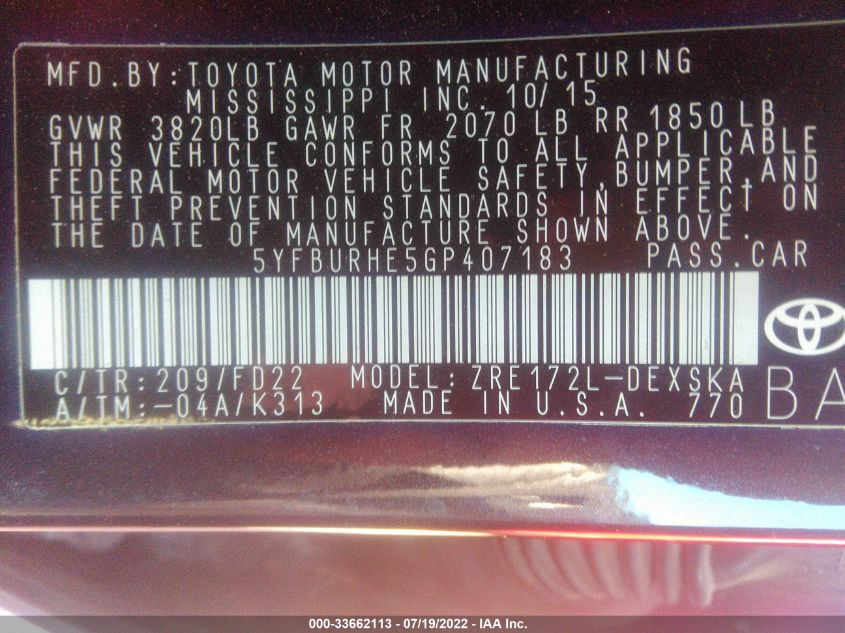 MFD.BY:TOYOTA MOTOR MANUFACTURING
MISSISSIPPI INC. 10/15
GVWR 3820LB GAWR FR 2070 LB RR 1850 LB
THIS VEHICLE CONFORMS TO ALL APPLICABLE
FEDERAL MOTOR VEHICLE SAFETY,BUMPER,AND
THEFT PREVENTION STANDARDS IN EFFECT ON
THE DATE OF MANUFACTURE SHOWN ABOVE.
5YFBURHE5GP407183 PASS.CAR
C/TR:209/FD22 MODEL:ZRE172L-DEXSKA
A/TM:-04A/K313 MADE IN U.S.A. 770 BA
000-33662113 - 07/19/2022 - IAA Inc.